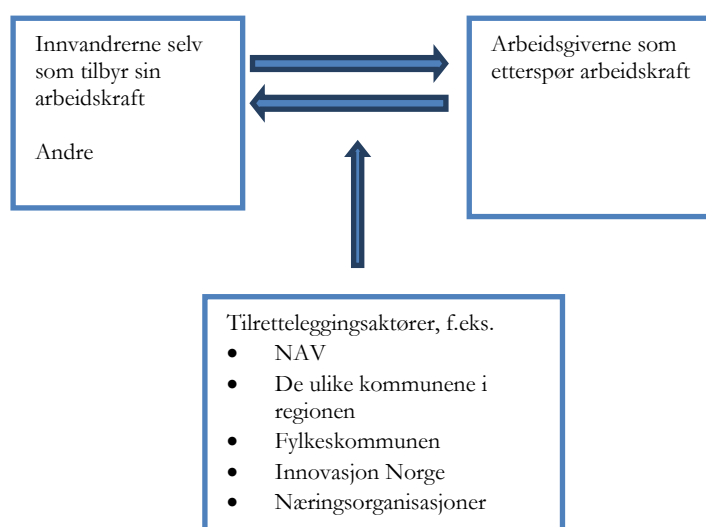 Innvandrerne selv
som tilbyr sin
arbeidskraft
Andre
Arbeidsgiverne som
etterspør arbeidskraft
Tilretteleggingsaktører, f.eks.
• NAV
• De ulike kommunene i
regionen
• Fylkeskommunen
• Innovasjon Norge
• Næringsorganisasjoner